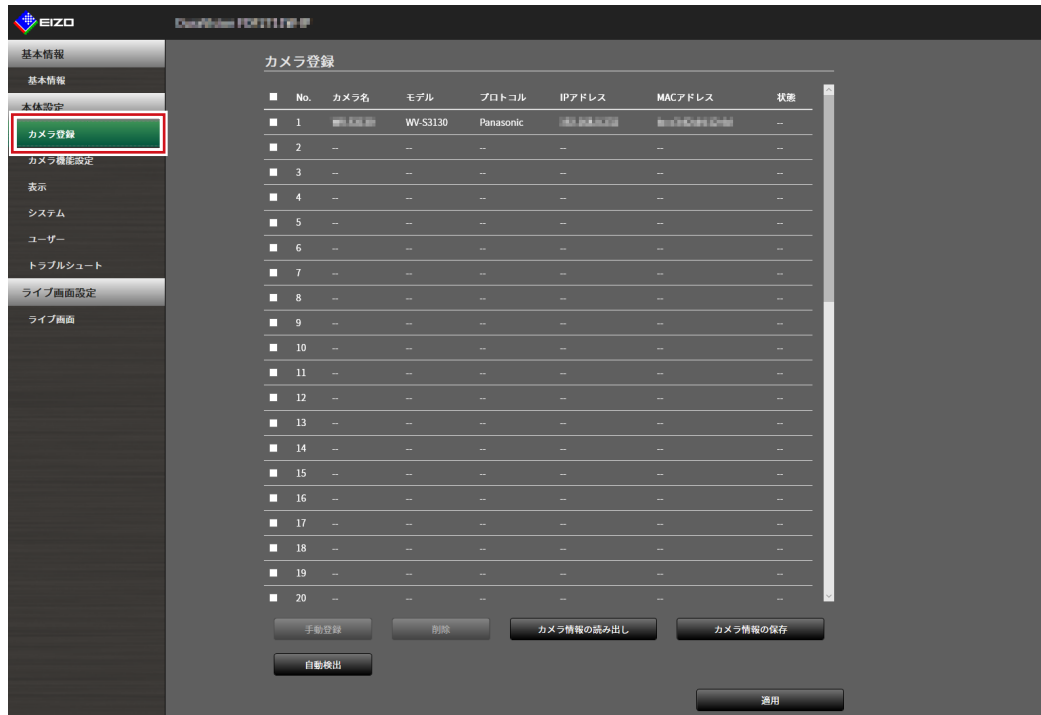 EIZO
基本情報
基本情報
本体設定
カメラ登録
カメラ機能設定
表示
システム
ユーザー
トラブルシュート
ライブ画面設定
ライブ画面
カメラ登録
No. カメラ名 モデル プロトコル IPアドレス MACアドレス 状態
1 WV-S3130 Panasonic --
2 -- -- -- -- -- --
3 -- -- -- -- -- --
4 -- -- -- -- -- --
5 -- -- -- -- -- --
6 -- -- -- -- -- --
7 -- -- -- -- -- --
8 -- -- -- -- -- --
9 -- -- -- -- -- --
10 -- -- -- -- -- --
11 -- -- -- -- -- --
12 -- -- -- -- -- --
13 -- -- -- -- -- --
14 -- -- -- -- -- --
15 -- -- -- -- -- --
16 -- -- -- -- -- --
17 -- -- -- -- -- --
18 -- -- -- -- -- --
19 -- -- -- -- -- --
20 -- -- -- -- -- --
手動登録 削除 カメラ情報の読み出し カメラ情報の保存
自動検出
適用